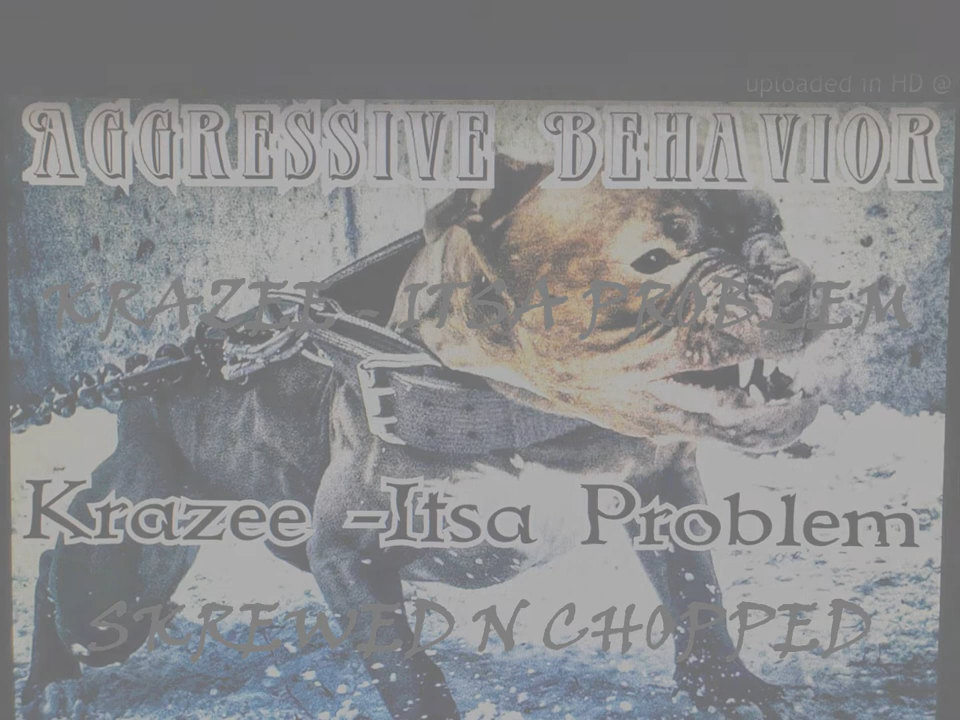 uploaded in HD @
AGGRESSIVE BEHAVIOR
KRAZEE - ITSA PROBLEM
Krazee -Itsa Problem
SKREWED N CHOPPED